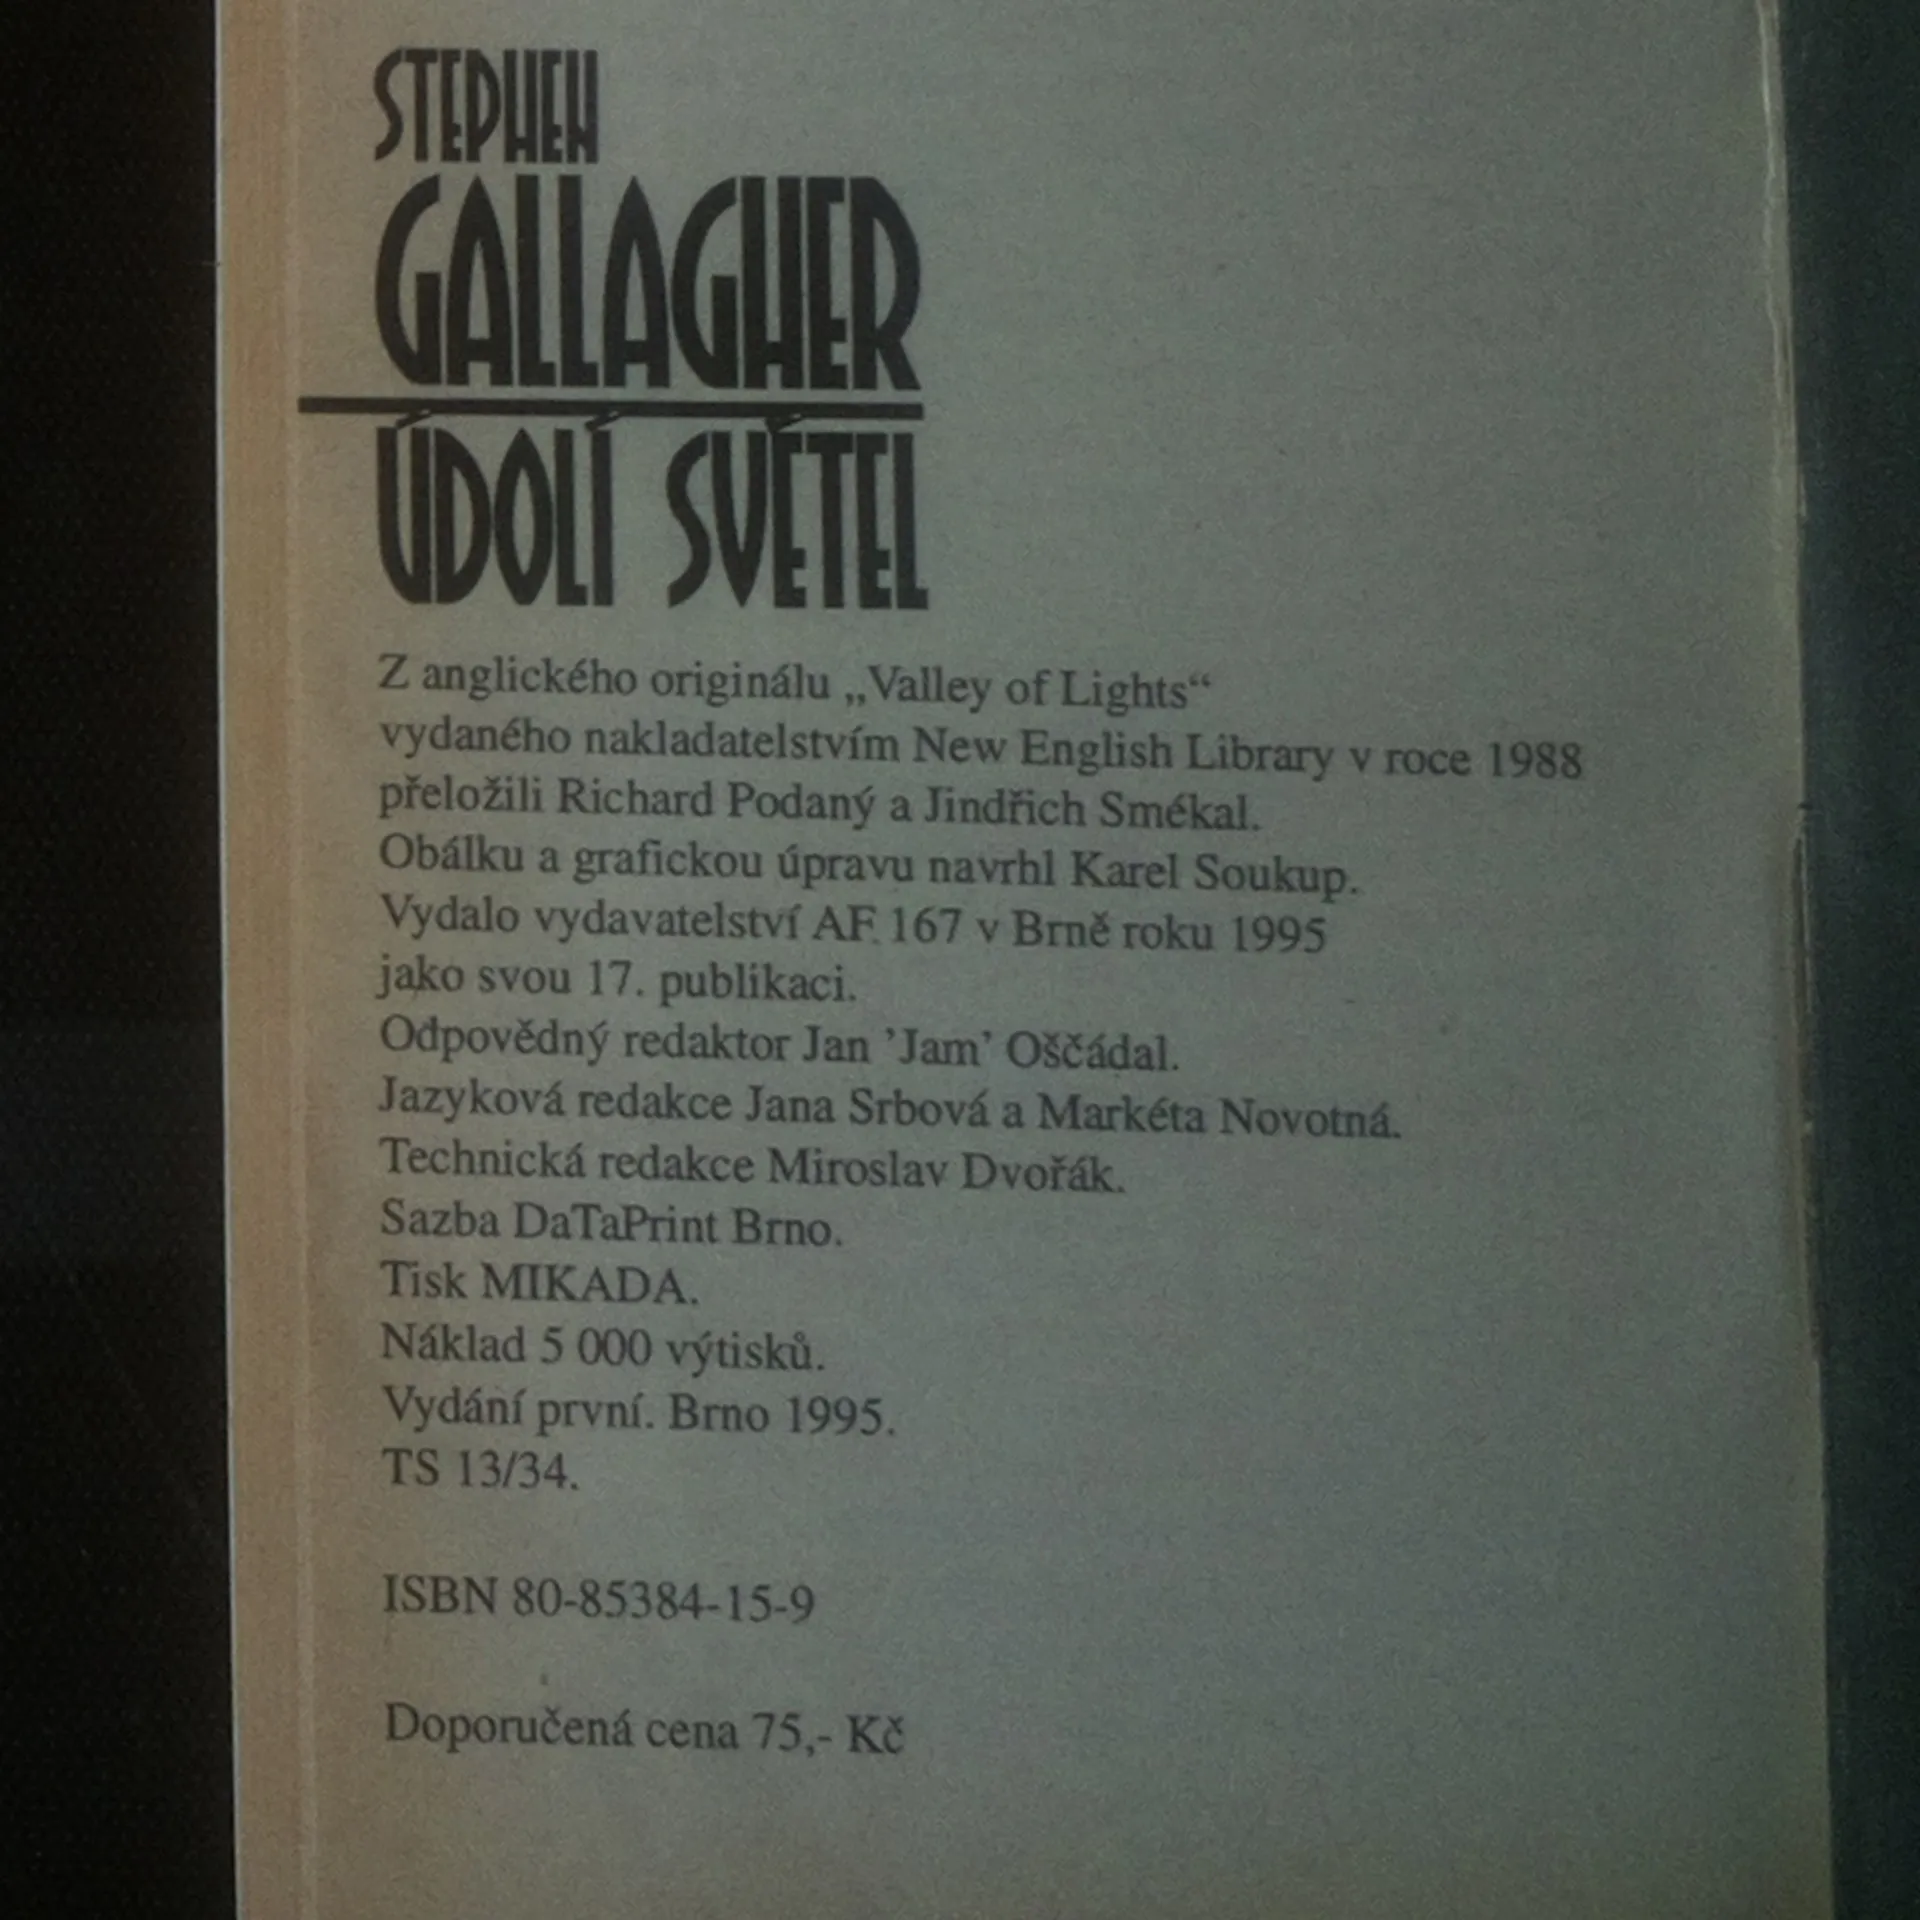 STEPHEN
GALLAGHER
ÚDOLÍ SVĚTEL
Z anglického originálu „Valley of Lights“
vydaného nakladatelstvím New English Library v roce 1988
přeložili Richard Podaný a Jindřich Smékal.
Obálku a grafickou úpravu navrhl Karel Soukup.
Vydalo vydavatelství AF 167 v Brně roku 1995
jako svou 17. publikaci.
Odpovědný redaktor Jan ’Jam’ Oščádal.
Jazyková redakce Jana Srbová a Markéta Novotná.
Technická redakce Miroslav Dvořák.
Sazba DaTaPrint Brno.
Tisk MIKADA.
Náklad 5 000 výtisků.
Vydání první. Brno 1995.
TS 13/34.
ISBN 80-85384-15-9
Doporučená cena 75,- Kč